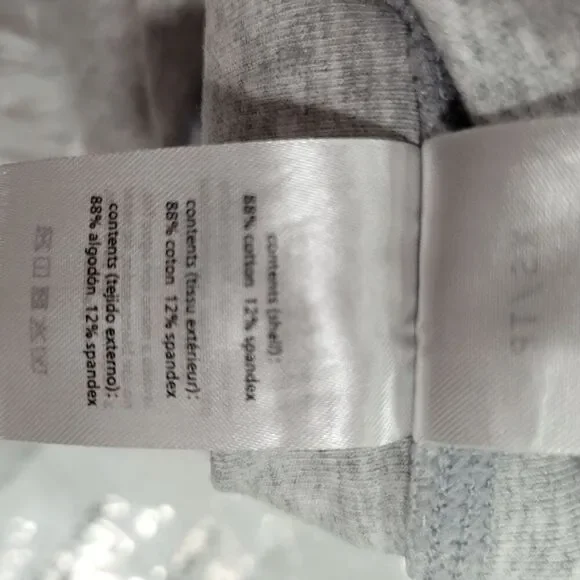 contents (shell):
88% cotton 12% spandex
contents (tissu extérieur):
88% coton 12% spandex
contents (tejido externo):
88% algodón 12% spandex